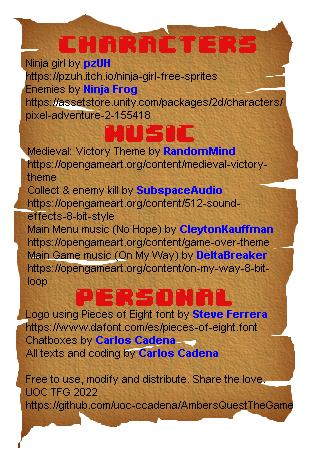 CHARACTERS
Ninja girl by pzUH
https://pzuh.itch.io/ninja-girl-free-sprites
Enemies by Ninja Frog
https://assetstore.unity.com/packages/2d/characters/
pixel-adventure-2-155418
MUSIC
Medieval: Victory Theme by RandomMind
https://opengameart.org/content/medieval-victory-
theme
Collect & enemy kill by SubspaceAudio
https://opengameart.org/content/512-sound-
effects-8-bit-style
Main Menu music (No Hope) by CleytonKauffman
https://opengameart.org/content/game-over-theme
Main Game music (On My Way) by DeltaBreaker
https://opengameart.org/content/on-my-way-8-bit-
loop
PERSONAL
Logo using Pieces of Eight font by Steve Ferrera
https://www.dafont.com/es/pieces-of-eight.font
Chatboxes by Carlos Cadena
All texts and coding by Carlos Cadena
Free to use, modify and distribute. Share the love.
UOC TFG 2022
https://github.com/uoc-ccadena/AmbersQuestTheGame